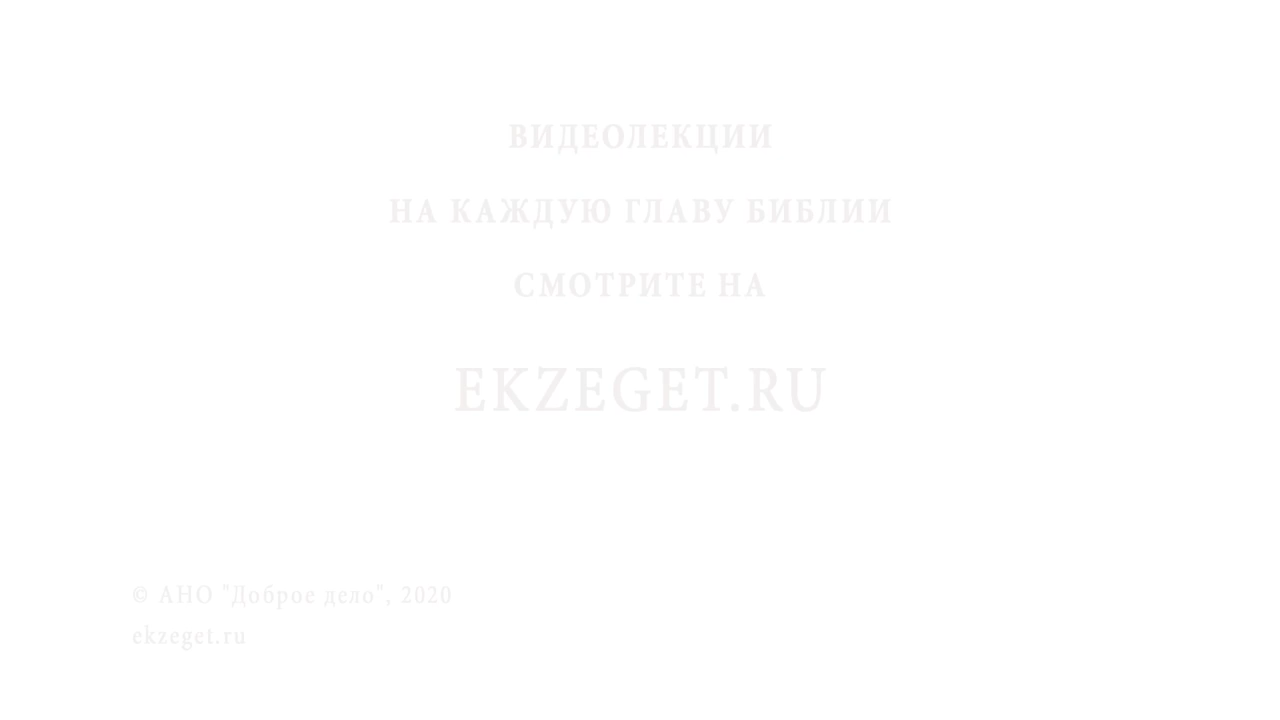 ВИДЕОЛЕКЦИИ
НА КАЖДУЮ ГЛАВУ БИБЛИИ
СМОТРИТЕ НА
EKZEGET.RU
© АНО "Доброе дело", 2020
ekzeget.ru